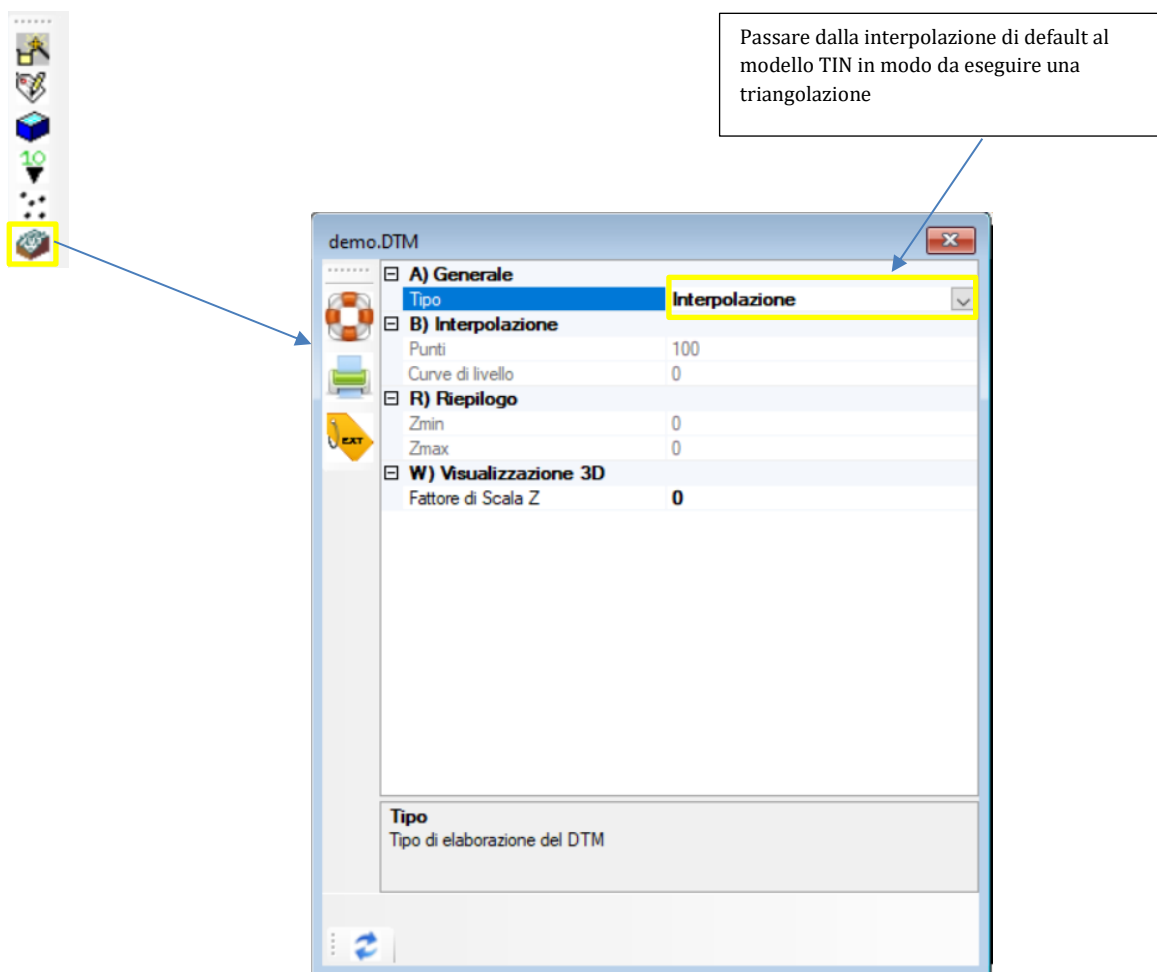 Passare dalla interpolazione di default al
modello TIN in modo da eseguire una
triangolazione
10
demo.DTM
A) Generale
Tipo Interpolazione
B) Interpolazione
Punti 100
Curve di livello 0
R) Riepilogo
Zmin 0
Zmax 0
W) Visualizzazione 3D
Fattore di Scala Z 0
EXT
Tipo
Tipo di elaborazione del DTM